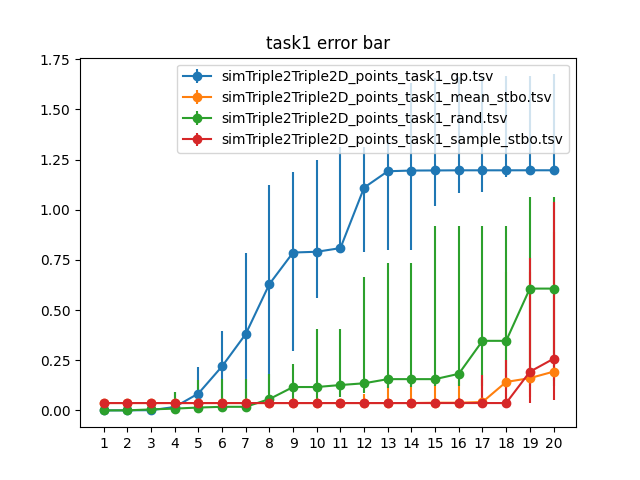 task1 error bar
1.75
1.50
1.25
1.00
0.75
0.50
0.25
0.00
simTriple2Triple2D_points_task1_gp.tsv
simTriple2Triple2D_points_task1_mean_stbo.tsv
simTriple2Triple2D_points_task1_rand.tsv
simTriple2Triple2D_points_task1_sample_stbo.tsv
1 2 3 4 5 6 7 8 9 10 11 12 13 14 15 16 17 18 19 20